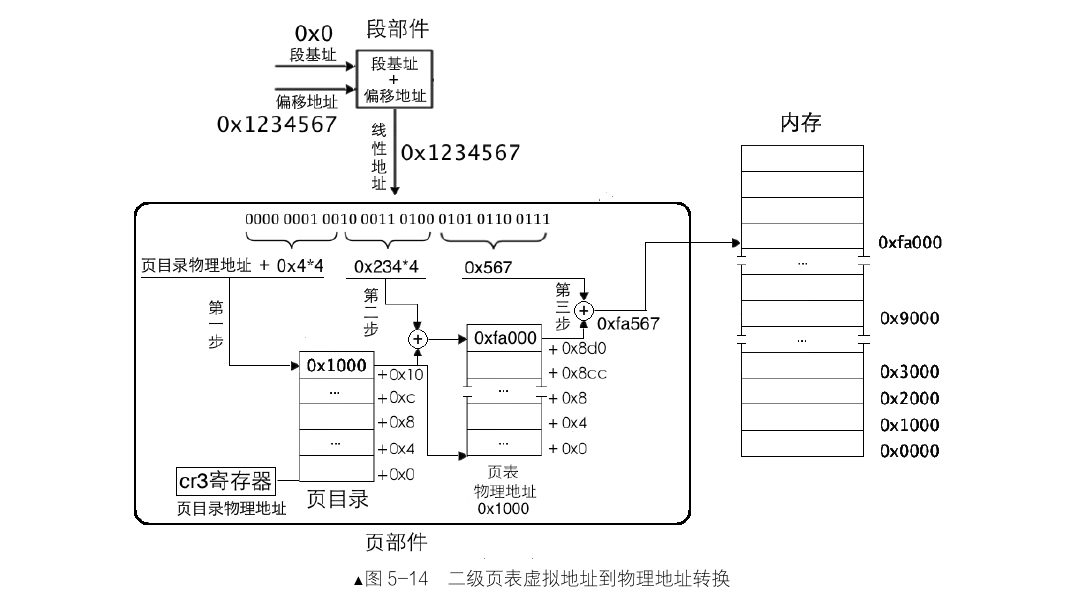 0x0
段部件
段基址
段基址
+
偏移地址
偏移地址
0x1234567
线性地址
0x1234567
内存
0000 0001 0010 0011 0100 0101 0110 0111
页目录物理地址 + 0x4*4
0x234*4
0x567
第一步
第二步
第三步
+
+
0xfa567
0xfa000
+0x8d0
+0x8cc
...
+0x8
+0x4
...
+0x0
页表
物理地址
0x1000
0x1000
+0x10
...
+0xc
+0x8
...
+0x4
+0x0
cr3寄存器
页目录物理地址
页目录
页部件
0xfa000
...
0x9000
...
0x3000
0x2000
0x1000
0x0000
▲图 5-14 二级页表虚拟地址到物理地址转换